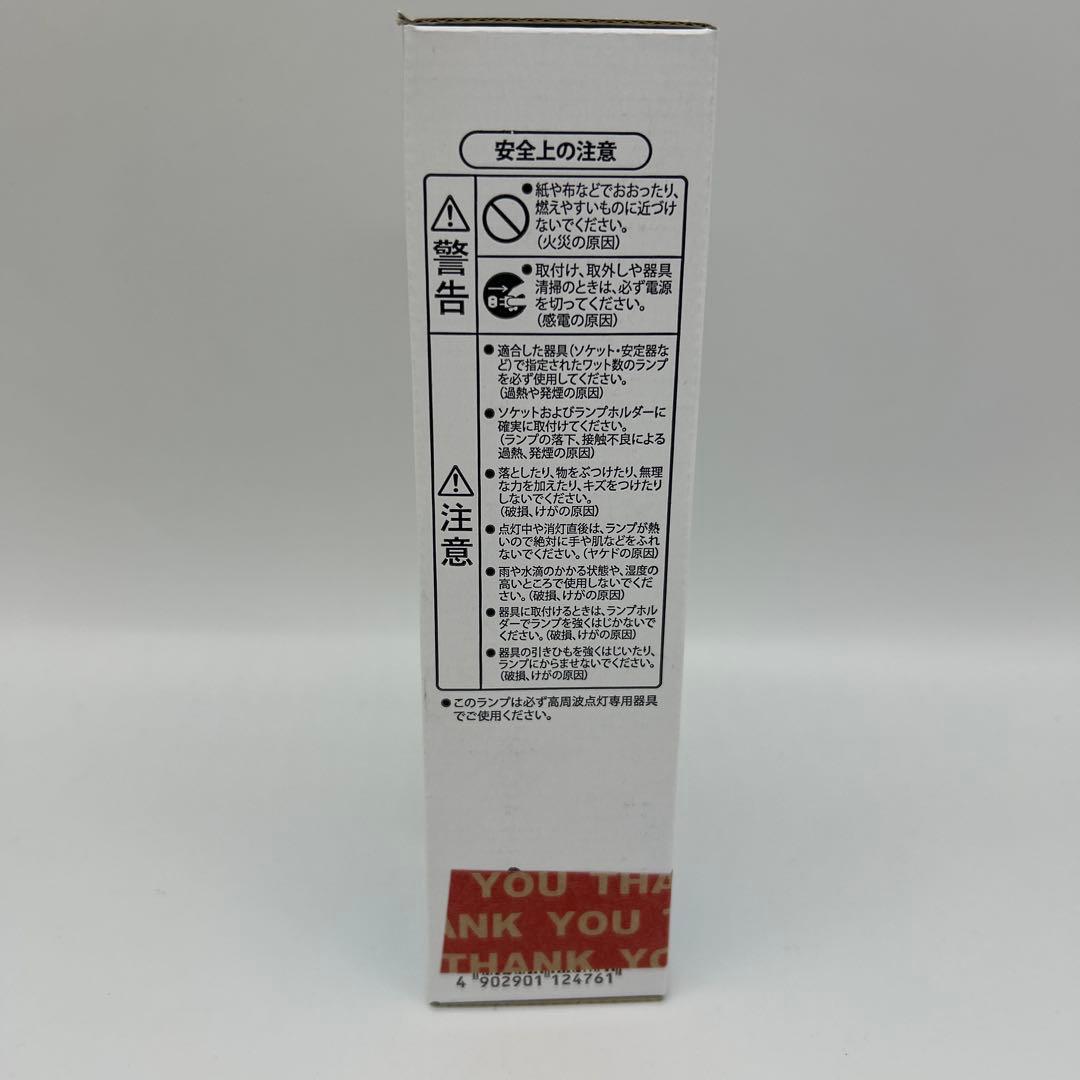 安全上の注意
警告
●紙や布などでおおったり、
燃えやすいものに近づけ
ないでください。
(火災の原因)
●取付け、取外しや器具
清掃のときは、必ず電源
を切ってください。
(感電の原因)
注意
●適合した器具(ソケット・安定器な
ど)で指定されたワット数のランプ
を必ず使用してください。
(過熱や発煙の原因)
●ソケットおよびランプホルダーに
確実に取付けてください。
(ランプの落下、接触不良による
過熱、発煙の原因)
●落としたり、物をぶつけたり、無理
な力を加えたり、キズをつけたり
しないでください。
(破損、けがの原因)
●点灯中や消灯直後は、ランプが熱
いので絶対に手や肌などをふれ
ないでください。(ヤケドの原因)
●雨や水滴のかかる状態や、湿度の
高いところで使用しないでくだ
さい。(破損、けがの原因)
●器具に取付けるときは、ランプホル
ダーでランプを強くはじかないで
ください。(破損、けがの原因)
●器具の引きひもを強くはじいたり、
ランプにからませないでください。
(破損、けがの原因)
●このランプは必ず高周波点灯専用器具
でご使用ください。
YOU THA
ANK YOU T
THANK YO
4 902901 124761